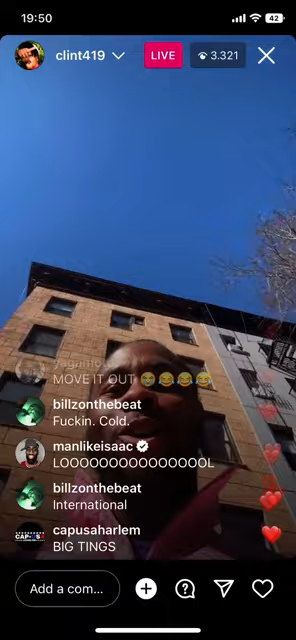 19:50
42
clint419
LIVE
3.321
MOVE IT OUT 😭😂😂😂
billzonthebeat
Fuckin. Cold.
manlikeisaac
LOOOOOOOOOOOOOOOL
billzonthebeat
International
capusaharlem
BIG TINGS
Add a com...